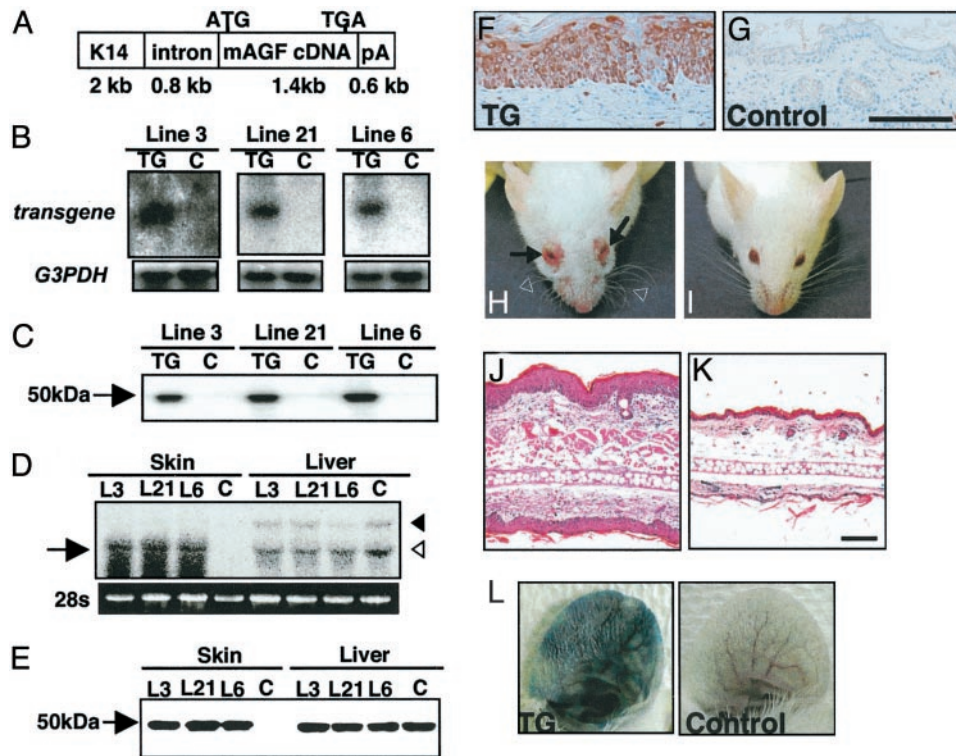 A
ATG TGA
K14 intron mAGF cDNA pA
2 kb 0.8 kb 1.4kb 0.6 kb
B
Line 3 Line 21 Line 6
TG C TG C TG C
transgene
G3PDH
C
Line 3 Line 21 Line 6
TG C TG C TG C
50kDa
D
Skin Liver
L3 L21 L6 C L3 L21 L6 C
28s
E
Skin Liver
L3 L21 L6 C L3 L21 L6 C
50kDa
F
TG
G
Control
H
I
J
K
L
TG
Control